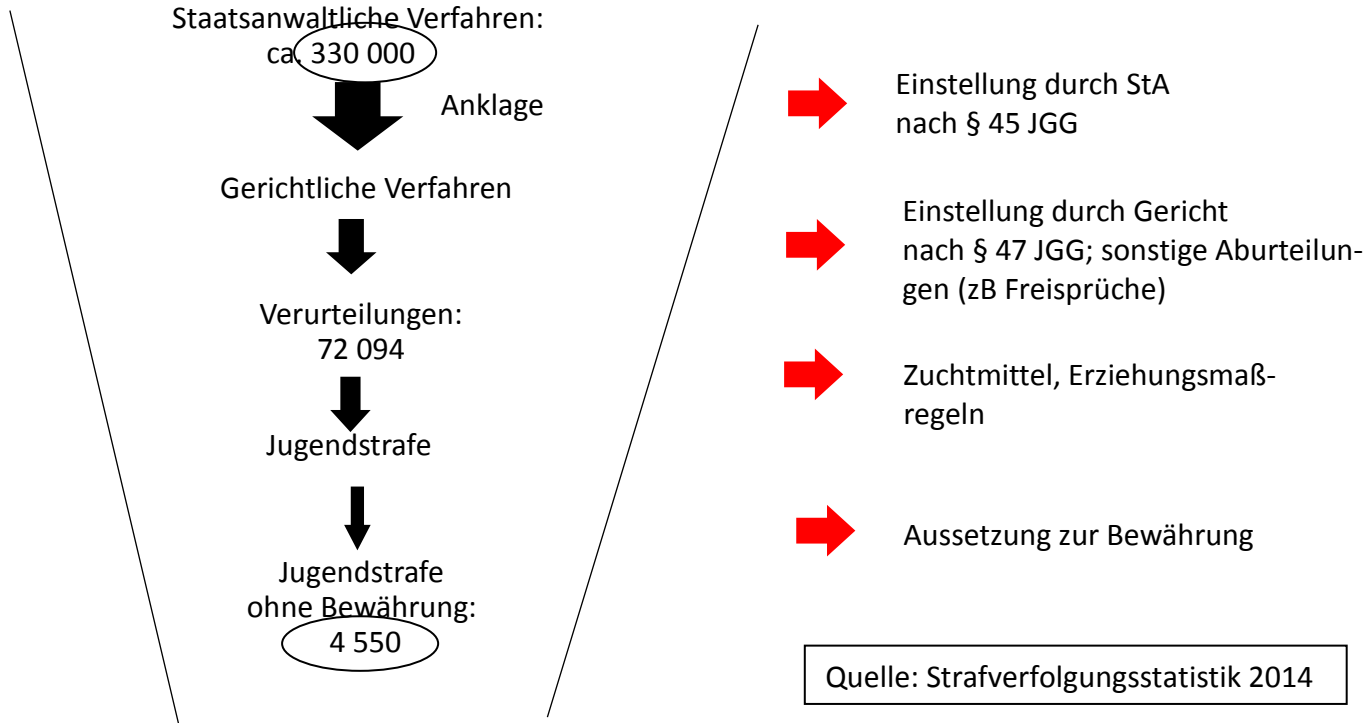 Staatsanwaltliche Verfahren:
ca. 330 000
Anklage
Gerichtliche Verfahren
Verurteilungen:
72 094
Jugendstrafe
Jugendstrafe
ohne Bewährung:
4 550
Einstellung durch StA
nach § 45 JGG
Einstellung durch Gericht
nach § 47 JGG; sonstige Aburteilun-
gen (zB Freisprüche)
Zuchtmittel, Erziehungsmaß-
regeln
Aussetzung zur Bewährung
Quelle: Strafverfolgungsstatistik 2014